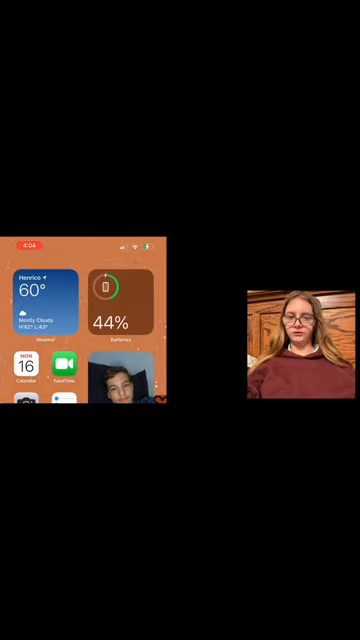 4:04
Henrico
60°
Mostly Cloudy
H:62° L:43°
Weather
44%
Batteries
MON
16
Calendar
FaceTime